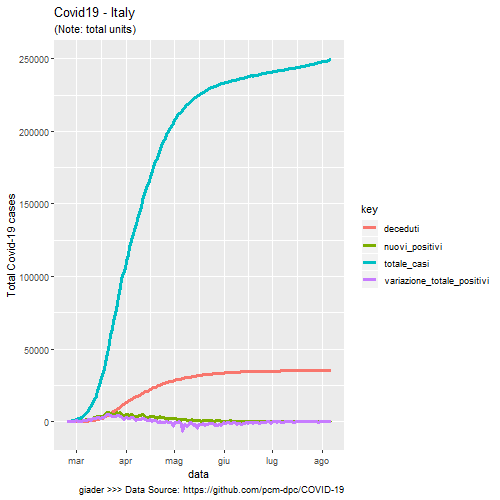 Covid19 - Italy
(Note: total units)
Total Covid-19 cases
250000
200000
150000
100000
50000
0
mar apr mag giu lug ago
data
key
deceduti
nuovi_positivi
totale_casi
variazione_totale_positivi
giader >>> Data Source: https://github.com/pcm-dpc/COVID-19